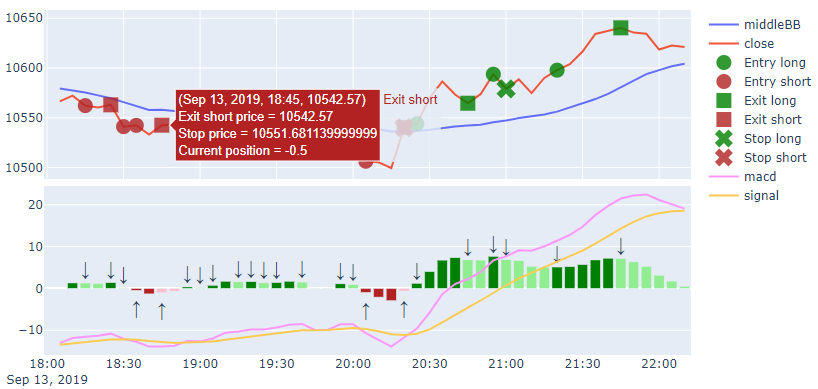 10650
10600
10550
10500
(Sep 13, 2019, 18:45, 10542.57)
Exit short price = 10542.57
Stop price = 10551.681139999999
Current position = -0.5
Exit short
middleBB
close
Entry long
Entry short
Exit long
Exit short
Stop long
Stop short
macd
signal
20
10
0
−10
18:00 18:30 19:00 19:30 20:00 20:30 21:00 21:30 22:00
Sep 13, 2019